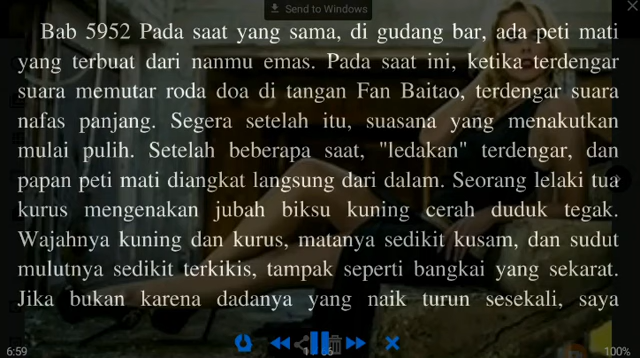 Send to Windows
Bab 5952 Pada saat yang sama, di gudang bar, ada peti mati
yang terbuat dari nanmu emas. Pada saat ini, ketika terdengar
suara memutar roda doa di tangan Fan Baitao, terdengar suara
nafas panjang. Segera setelah itu, suasana yang menakutkan
mulai pulih. Setelah beberapa saat, "ledakan" terdengar, dan
papan peti mati diangkat langsung dari dalam. Seorang lelaki tua
kurus mengenakan jubah biksu kuning cerah duduk tegak.
Wajahnya kuning dan kurus, matanya sedikit kusam, dan sudut
mulutnya sedikit terkikis, tampak seperti bangkai yang sekarat.
Jika bukan karena dadanya yang naik turun sesekali, saya
6:59
100%